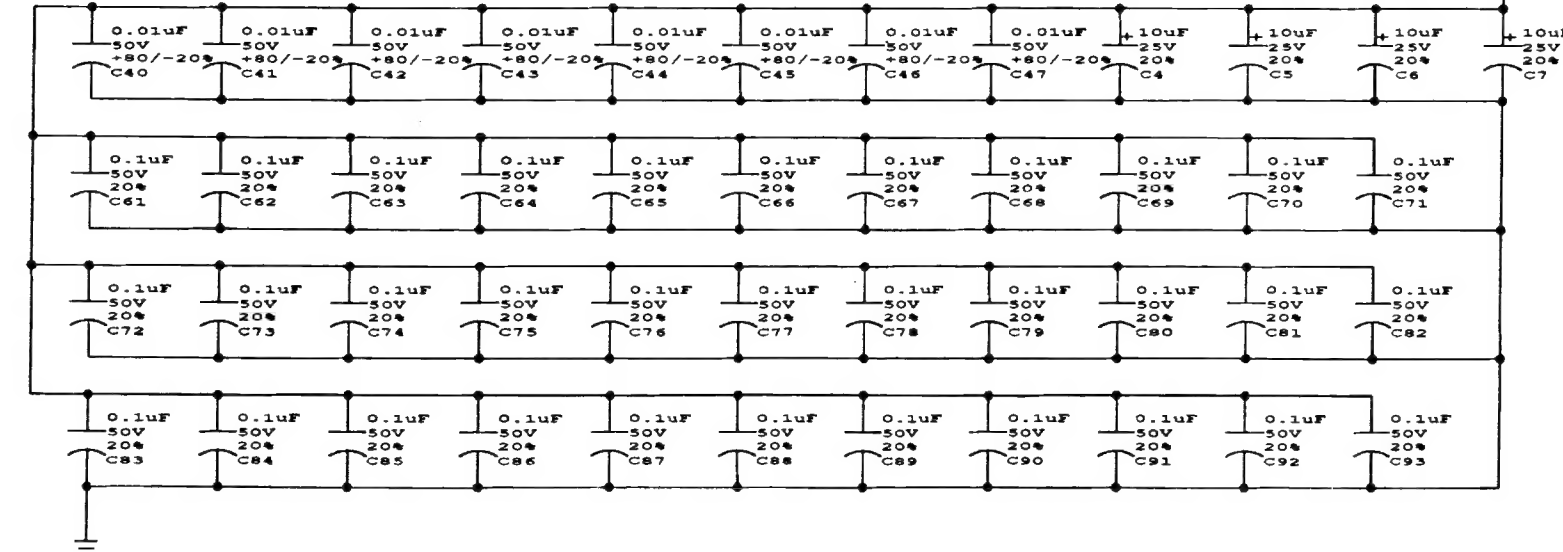 0.01uF 0.01uF 0.01uF 0.01uF 0.01uF 0.01uF 0.01uF 0.01uF + 10uF + 10uF + 10uF + 10u
50V 50V 50V 50V 50V 50V 50V 50V 25V 25V 25V 25V
+80/-20% +80/-20% +80/-20% +80/-20% +80/-20% +80/-20% +80/-20% +80/-20% 20% 20% 20% 20%
C40 C41 C42 C43 C44 C45 C46 C47 C4 C5 C6 C7
0.1uF 0.1uF 0.1uF 0.1uF 0.1uF 0.1uF 0.1uF 0.1uF 0.1uF 0.1uF 0.1uF
50V 50V 50V 50V 50V 50V 50V 50V 50V 50V 50V
20% 20% 20% 20% 20% 20% 20% 20% 20% 20% 20%
C61 C62 C63 C64 C65 C66 C67 C68 C69 C70 C71
0.1uF 0.1uF 0.1uF 0.1uF 0.1uF 0.1uF 0.1uF 0.1uF 0.1uF 0.1uF 0.1uF
50V 50V 50V 50V 50V 50V 50V 50V 50V 50V 50V
20% 20% 20% 20% 20% 20% 20% 20% 20% 20% 20%
C72 C73 C74 C75 C76 C77 C78 C79 C80 C81 C82
0.1uF 0.1uF 0.1uF 0.1uF 0.1uF 0.1uF 0.1uF 0.1uF 0.1uF 0.1uF 0.1uF
50V 50V 50V 50V 50V 50V 50V 50V 50V 50V 50V
20% 20% 20% 20% 20% 20% 20% 20% 20% 20% 20%
C83 C84 C85 C86 C87 C88 C89 C90 C91 C92 C93